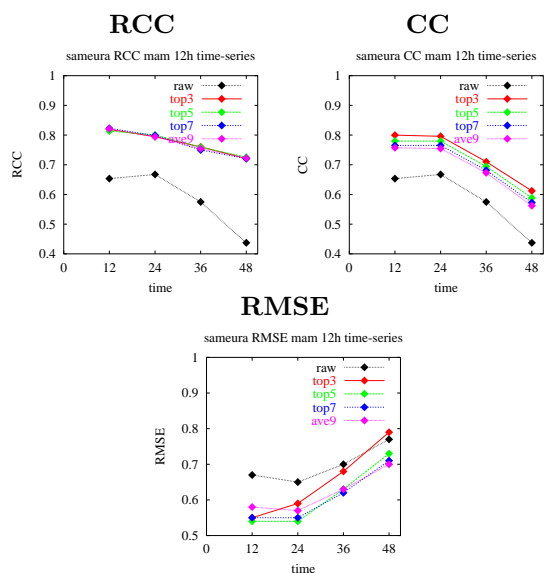 RCC
CC
sameura RCC mam 12h time-series
sameura CC mam 12h time-series
1
0.9
0.8
0.7
0.6
0.5
0.4
0
12
24
36
48
RCC
time
raw
top3
top5
top7
ave9
1
0.9
0.8
0.7
0.6
0.5
0.4
0
12
24
36
48
CC
time
raw
top3
top5
top7
ave9
RMSE
sameura RMSE mam 12h time-series
1
0.9
0.8
0.7
0.6
0.5
0
12
24
36
48
RMSE
time
raw
top3
top5
top7
ave9